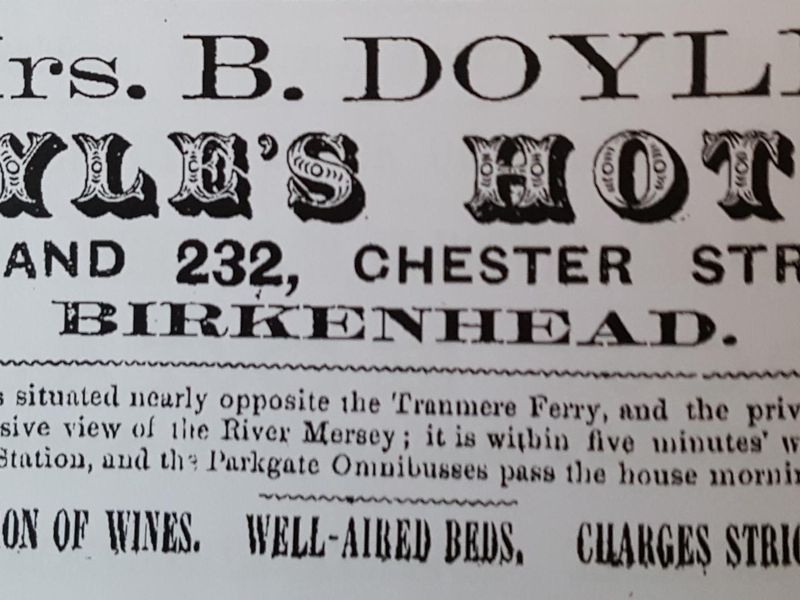 rs. B. DOYL
YLE'S HOT
AND 232, CHESTER STR
BIRKENHEAD.
s situated nearly opposite the Tranmere Ferry, and the priv
sive view of the River Mersey; it is within five minutes' w
Station, and the Parkgate Omnibusses pass the house mornin
ON OF WINES. WELL-AIRED BEDS. CHARGES STRIC